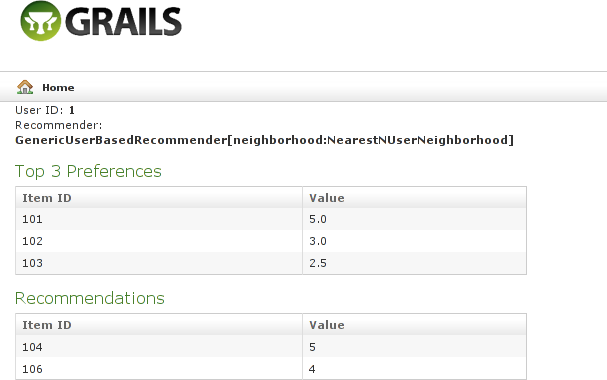 GRAILS
Home
User ID: 1
Recommender:
GenericUserBasedRecommender[neighborhood:NearestNUserNeighborhood]
Top 3 Preferences
Item ID Value
101 5.0
102 3.0
103 2.5
Recommendations
Item ID Value
104 5
106 4